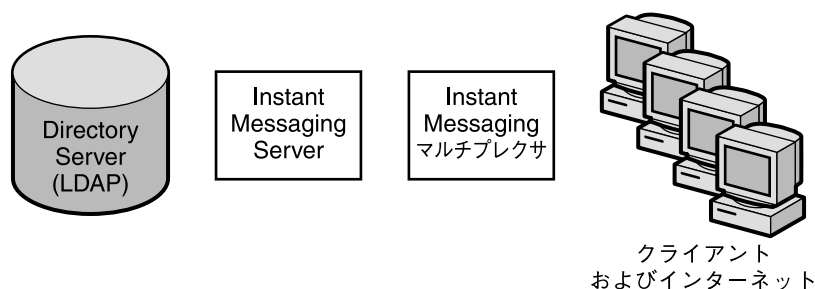 Directory
Server
(LDAP)
Instant
Messaging
Server
Instant
Messaging
マルチプレクサ
クライアント
およびインターネット